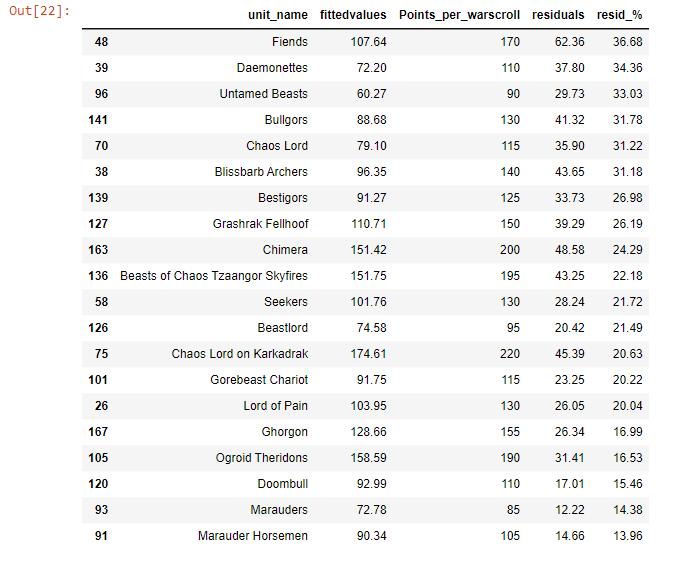 Out[22]:
unit_name fittedvalues Points_per_warscroll residuals resid_%
48 Fiends 107.64 170 62.36 36.68
39 Daemonettes 72.20 110 37.80 34.36
96 Untamed Beasts 60.27 90 29.73 33.03
141 Bullgors 88.68 130 41.32 31.78
70 Chaos Lord 79.10 115 35.90 31.22
38 Blissbarb Archers 96.35 140 43.65 31.18
139 Bestigors 91.27 125 33.73 26.98
127 Grashrak Fellhoof 110.71 150 39.29 26.19
163 Chimera 151.42 200 48.58 24.29
136 Beasts of Chaos Tzaangor Skyfires 151.75 195 43.25 22.18
58 Seekers 101.76 130 28.24 21.72
126 Beastlord 74.58 95 20.42 21.49
75 Chaos Lord on Karkadrak 174.61 220 45.39 20.63
101 Gorebeast Chariot 91.75 115 23.25 20.22
26 Lord of Pain 103.95 130 26.05 20.04
167 Ghorgon 128.66 155 26.34 16.99
105 Ogroid Theridons 158.59 190 31.41 16.53
120 Doombull 92.99 110 17.01 15.46
93 Marauders 72.78 85 12.22 14.38
91 Marauder Horsemen 90.34 105 14.66 13.96